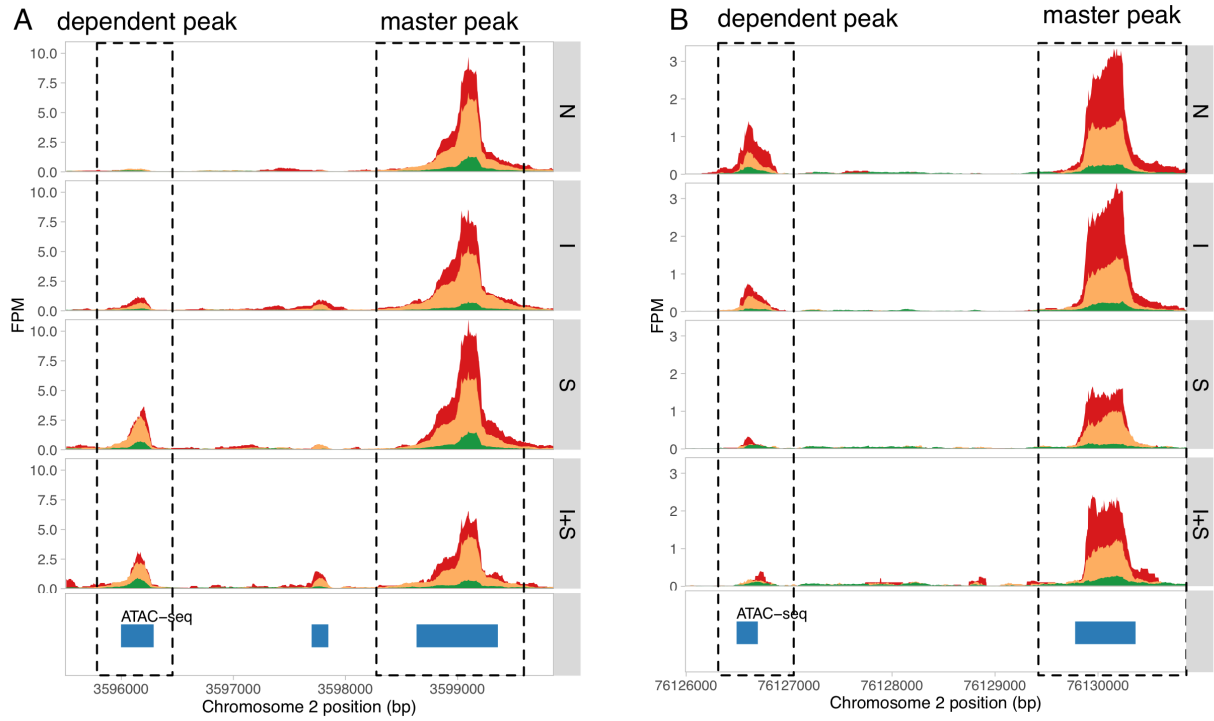 A dependent peak master peak
10.0
7.5
5.0
2.5
0.0
N
10.0
7.5
5.0
2.5
0.0
I
10.0
7.5
5.0
2.5
0.0
S
10.0
7.5
5.0
2.5
0.0
I+S
FPM
ATAC−seq
3596000 3597000 3598000 3599000
Chromosome 2 position (bp)
B dependent peak master peak
3
2
1
0
N
3
2
1
0
I
3
2
1
0
S
3
2
1
0
I+S
FPM
ATAC−seq
76126000 76127000 76128000 76129000 76130000
Chromosome 2 position (bp)